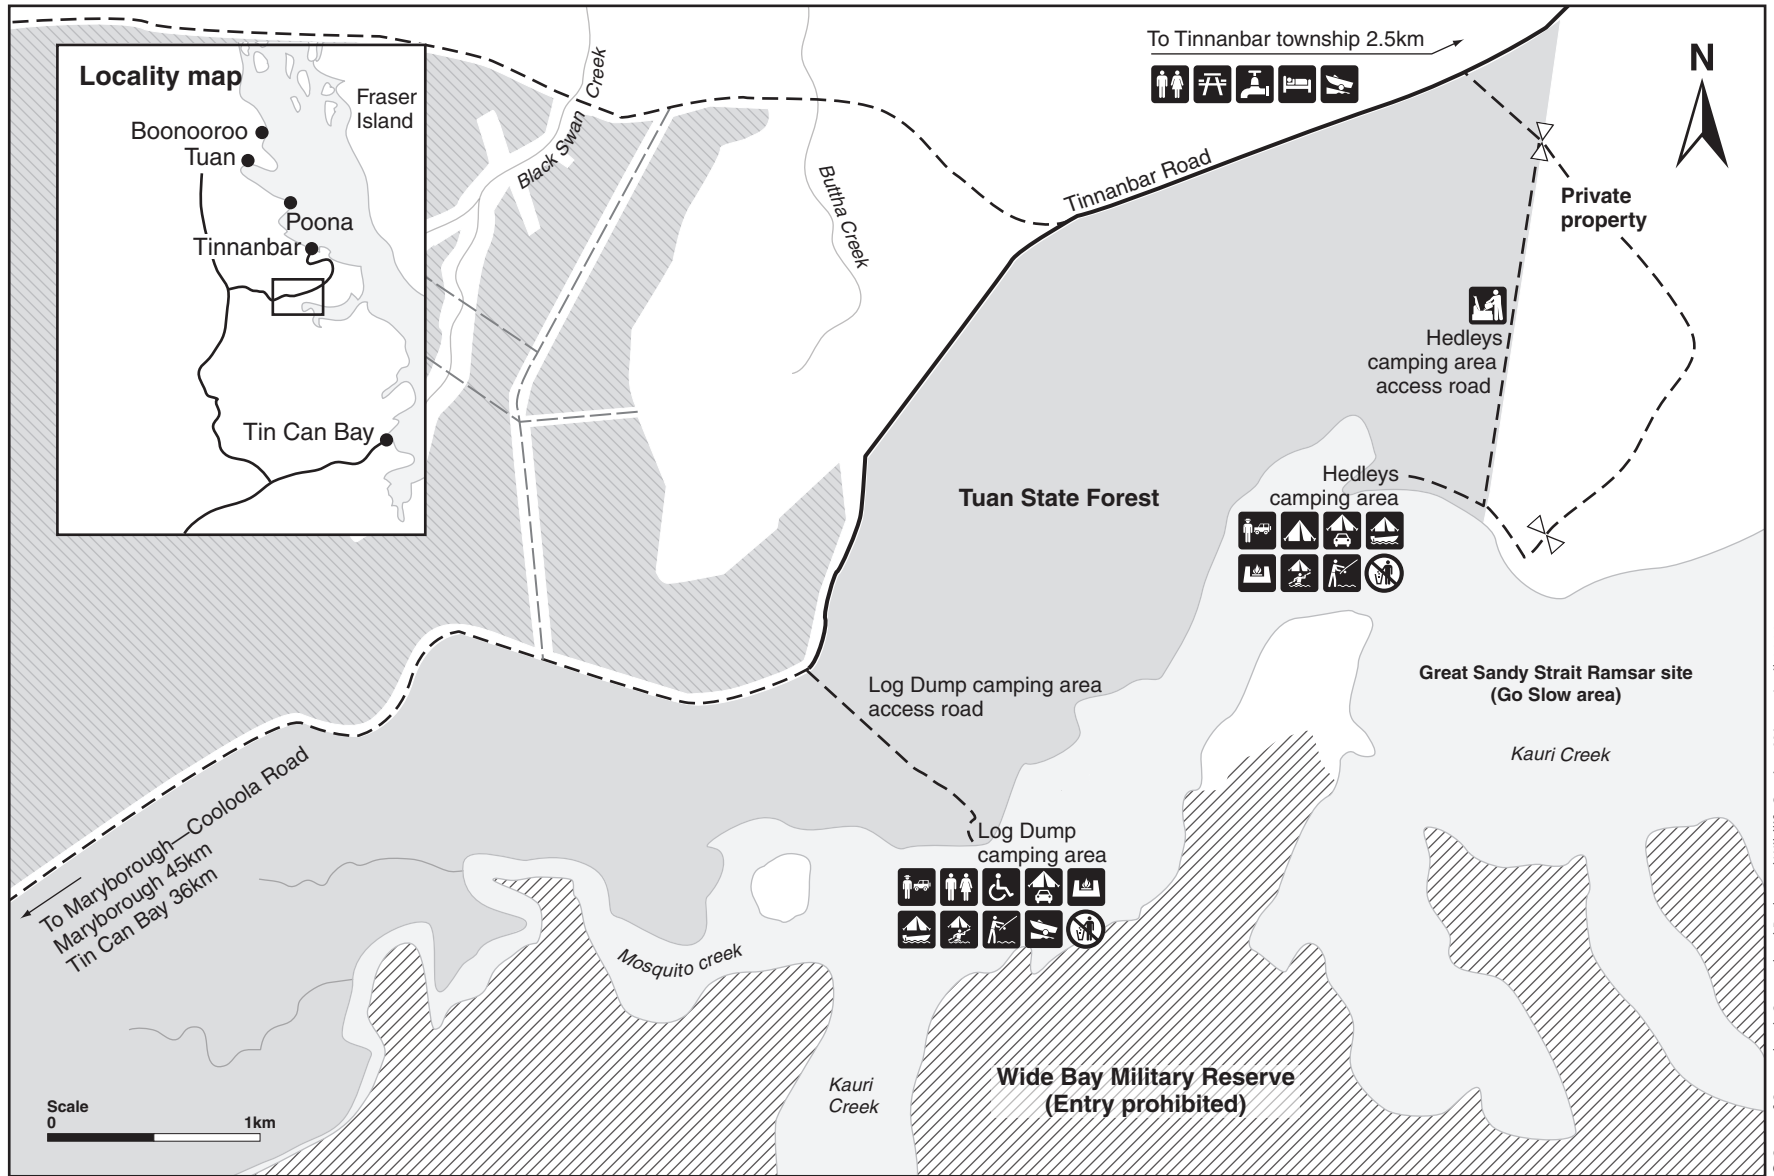 To Tinnanbar township 2.5km
N
Locality map
Fraser
Island
Boonooroo
Tuan
Poona
Tinnanbar
Tin Can Bay
Black Swan Creek
Buttha Creek
Tinnanbar Road
Private
property
Hedleys
camping area
access road
Hedleys
camping area
Tuan State Forest
Great Sandy Strait Ramsar site
(Go Slow area)
Kauri Creek
Log Dump camping area
access road
Log Dump
camping area
To Maryborough—Cooloola Road
Maryborough 45km
Tin Can Bay 36km
Mosquito creek
Kauri
Creek
Wide Bay Military Reserve
(Entry prohibited)
Scale
0 1km